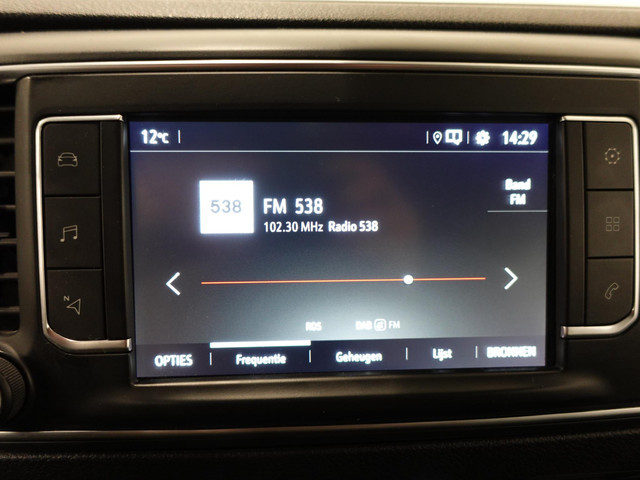 12°C 14:29
538
FM 538
102.30 MHz Radio 538
Band
FM
N
RDS DAB FM
OPTIES Frequentie Geheugen Lijst BRONNEN